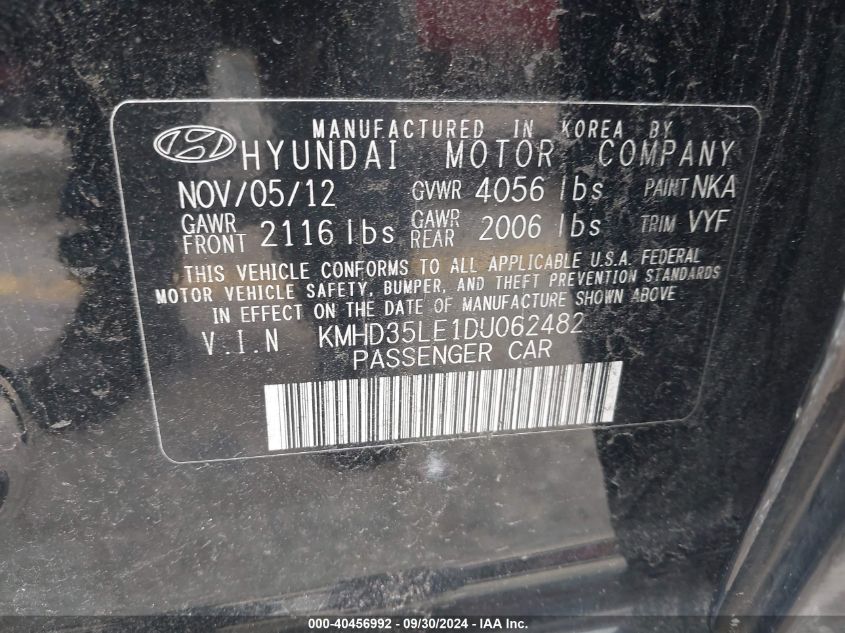 MANUFACTURED IN KOREA BY
HYUNDAI MOTOR COMPANY
NOV/05/12 GVWR 4056 lbs PAINT NKA
GAWR FRONT 2116 lbs GAWR REAR 2006 lbs TRIM VYF
THIS VEHICLE CONFORMS TO ALL APPLICABLE U.S.A. FEDERAL
MOTOR VEHICLE SAFETY, BUMPER, AND THEFT PREVENTION STANDARDS
IN EFFECT ON THE DATE OF MANUFACTURE SHOWN ABOVE
V.I.N KMHD35LE1DU062482
PASSENGER CAR
000-40456992 - 09/30/2024 - IAA Inc.